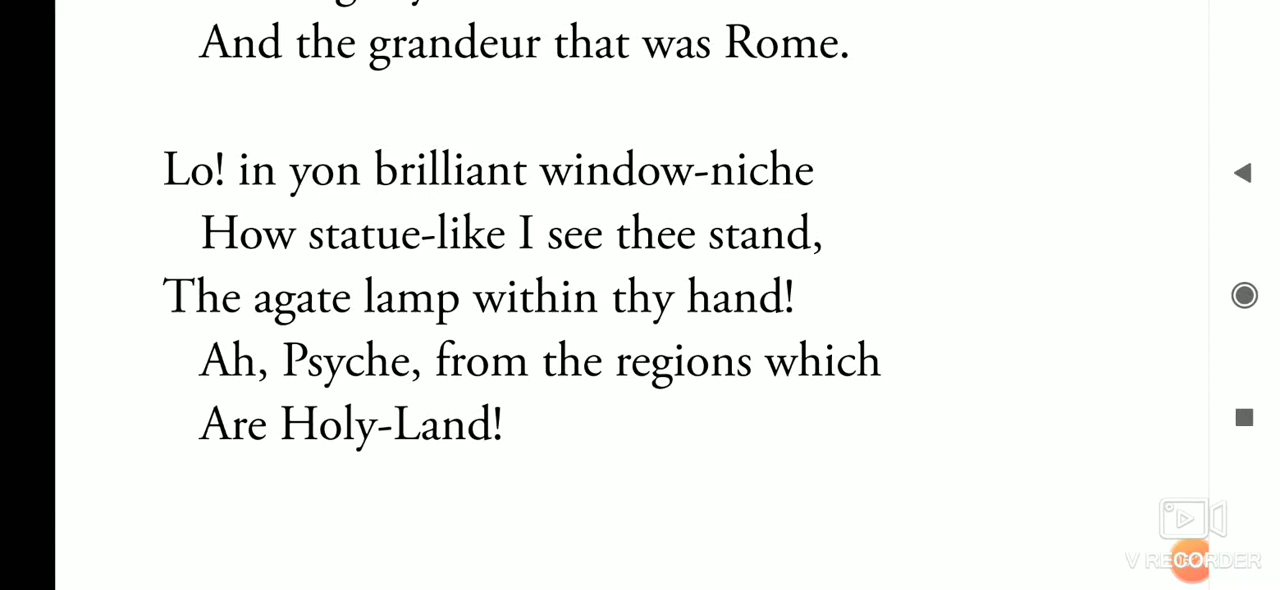 And the grandeur that was Rome.
Lo! in yon brilliant window-niche
How statue-like I see thee stand,
The agate lamp within thy hand!
Ah, Psyche, from the regions which
Are Holy-Land!
V RECORDER